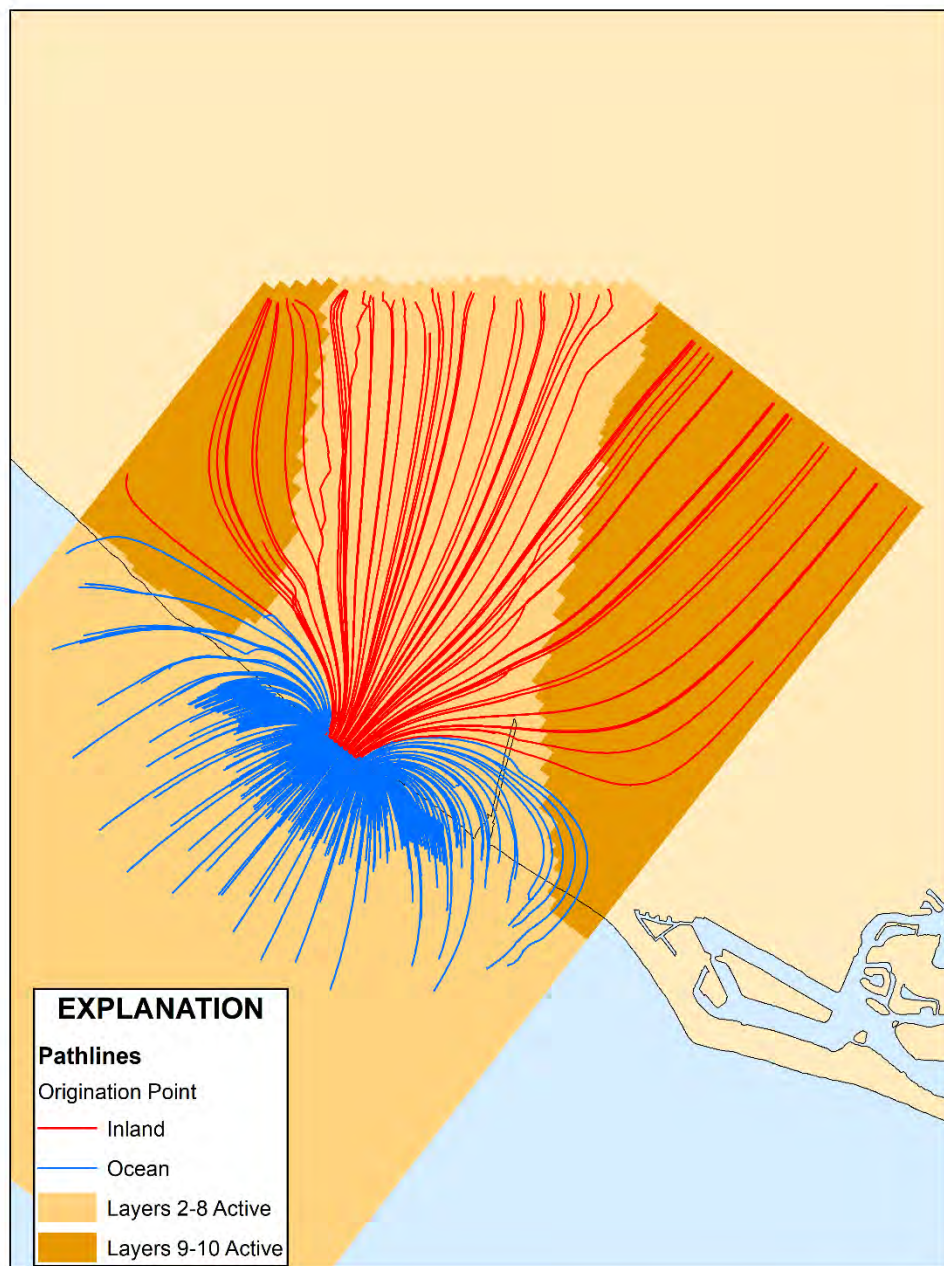 EXPLANATION
Pathlines
Origination Point
Inland
Ocean
Layers 2-8 Active
Layers 9-10 Active